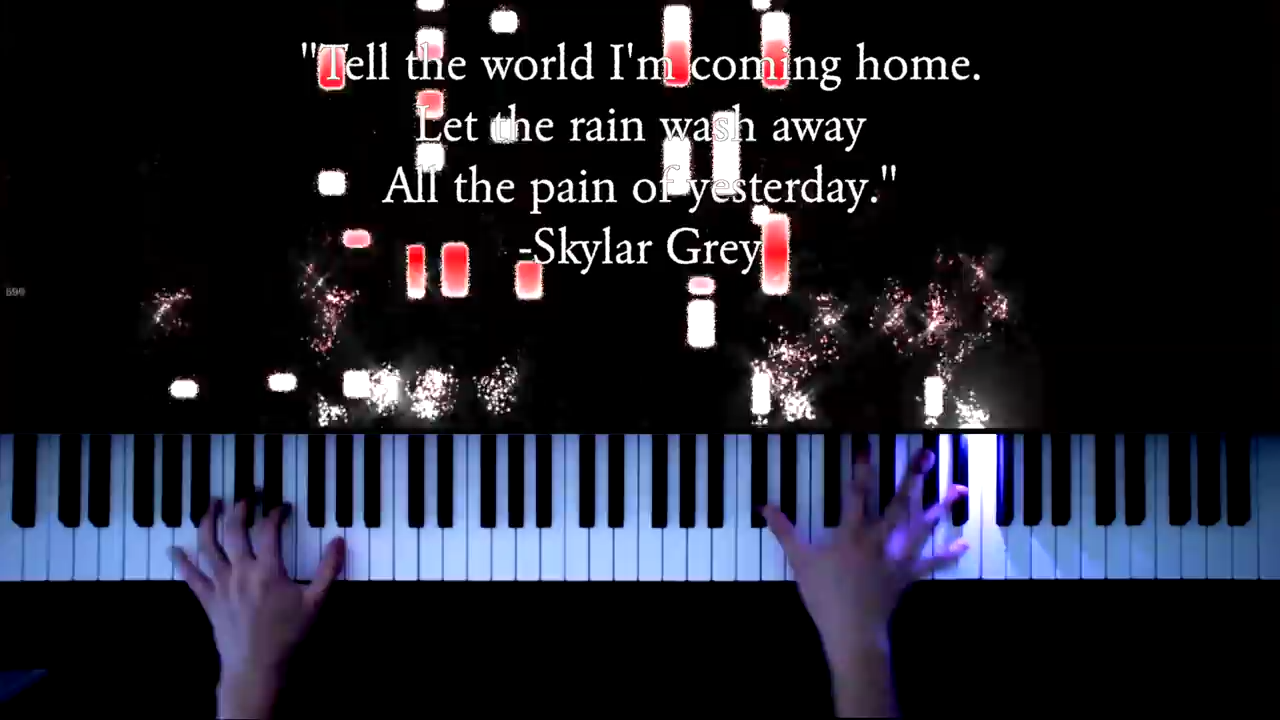 "Tell the world I'm coming home.
Let the rain wash away
All the pain of yesterday."
-Skylar Grey